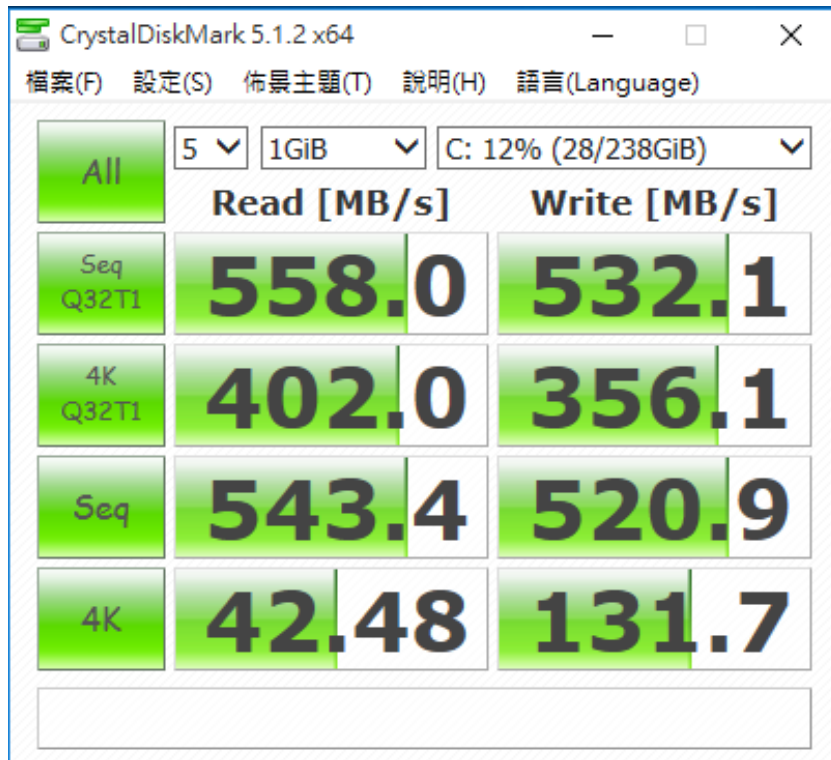 CrystalDiskMark 5.1.2 x64
檔案(F) 設定(S) 佈景主題(T) 說明(H) 語言(Language)
All 5 1GiB C: 12% (28/238GiB)
Read [MB/s] Write [MB/s]
Seq
Q32T1 558.0 532.1
4K
Q32T1 402.0 356.1
Seq 543.4 520.9
4K 42.48 131.7